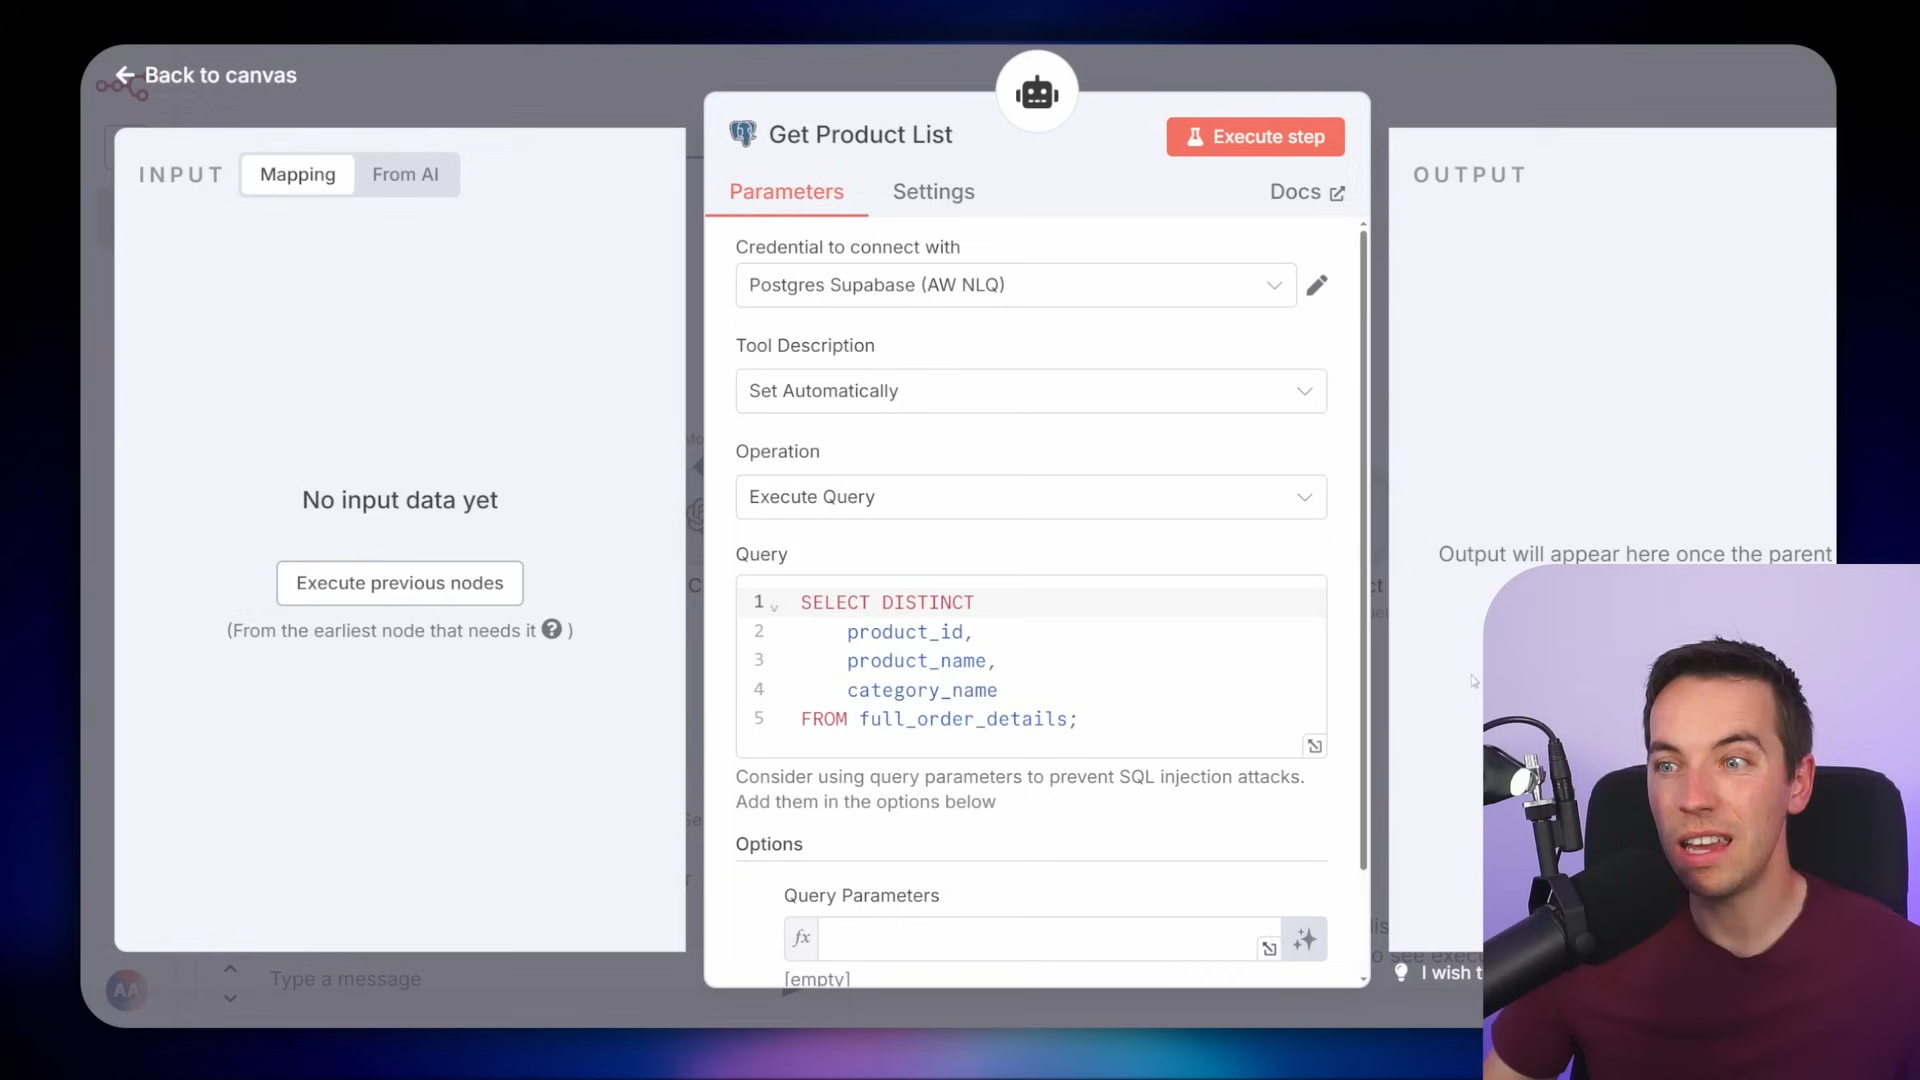 Back to canvas
INPUT
Mapping
From AI
No input data yet
Execute previous nodes
(From the earliest node that needs it ? )
Get Product List
Execute step
Parameters
Settings
Docs
Credential to connect with
Postgres Supabase (AW NLQ)
Tool Description
Set Automatically
Operation
Execute Query
Query
1 SELECT DISTINCT
2 product_id,
3 product_name,
4 category_name
5 FROM full_order_details;
Consider using query parameters to prevent SQL injection attacks.
Add them in the options below
Options
Query Parameters
fx
[empty]
OUTPUT
Output will appear here once the parent
I wish t
AA
Type a message